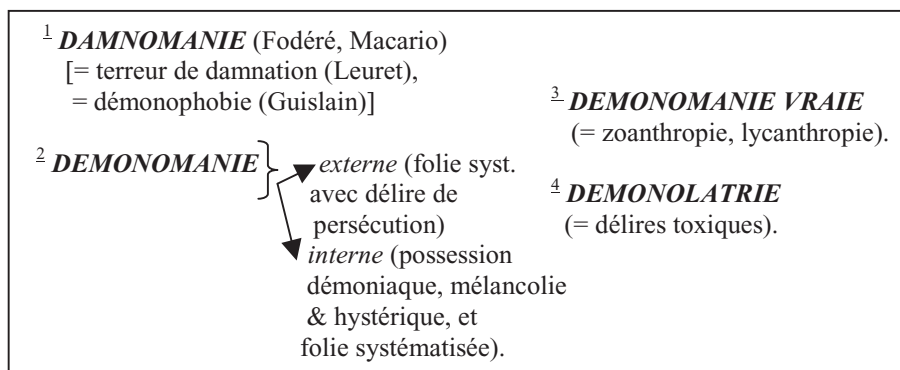 1 DAMNOMANIE (Fodéré, Macario)
[= terreur de damnation (Leuret),
= démonophobie (Guislain)]
2 DEMONOMANIE
externe (folie syst.
avec délire de
persécution)
interne (possession
démoniaque, mélancolie
& hystérique, et
folie systématisée).
3 DEMONOMANIE VRAIE
(= zoanthropie, lycanthropie).
4 DEMONOLATRIE
(= délires toxiques).